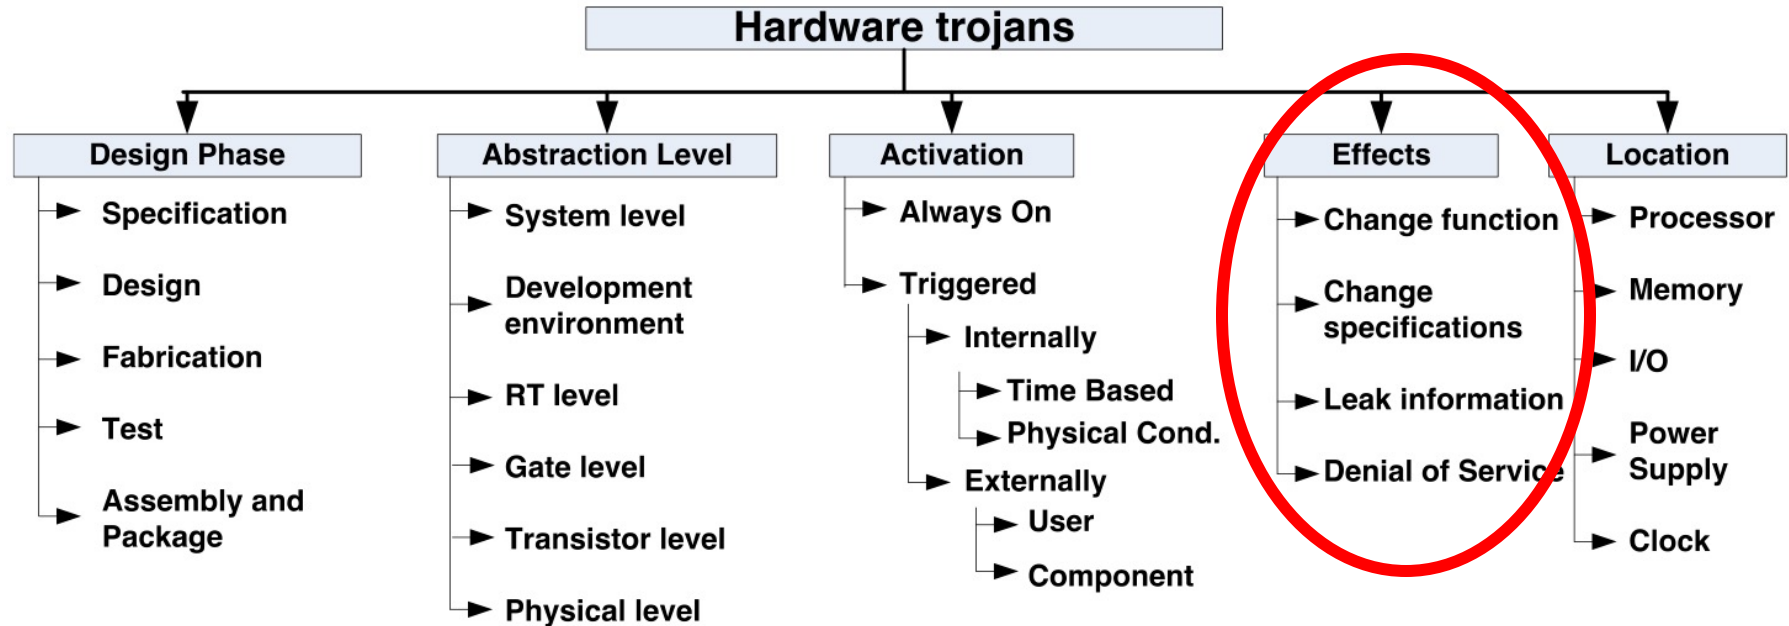 Hardware trojans
Design Phase
Specification
Design
Fabrication
Test
Assembly and
Package
Abstraction Level
System level
Development
environment
RT level
Gate level
Transistor level
Physical level
Activation
Always On
Triggered
Internally
Time Based
Physical Cond.
Externally
User
Component
Effects
Change function
Change
specifications
Leak information
Denial of Service
Location
Processor
Memory
I/O
Power
Supply
Clock